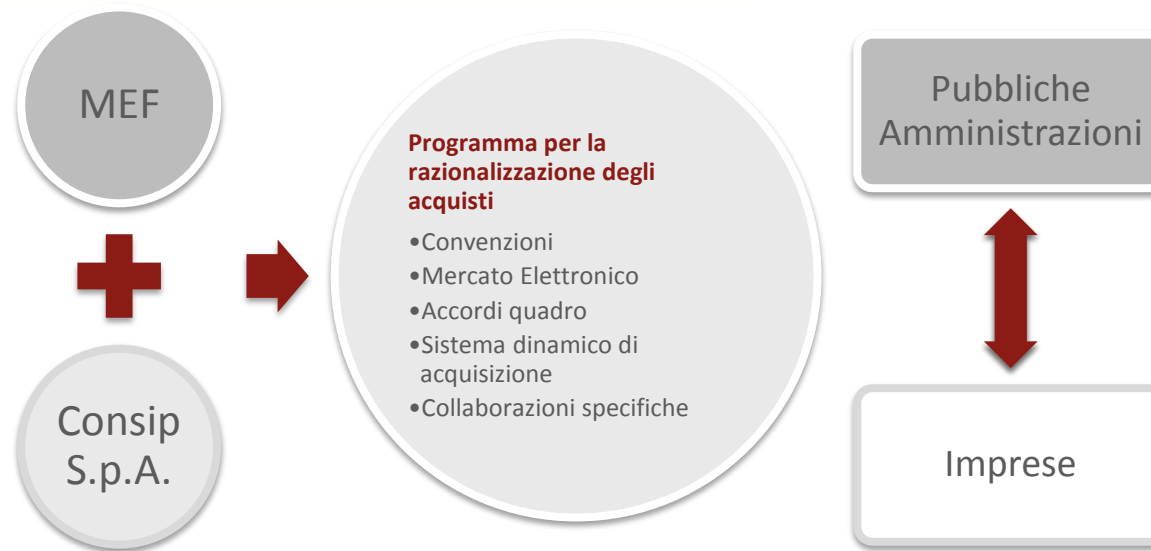 MEF
Consip
S.p.A.
Programma per la
razionalizzazione degli
acquisti
•Convenzioni
•Mercato Elettronico
•Accordi quadro
•Sistema dinamico di
acquisizione
•Collaborazioni specifiche
Pubbliche
Amministrazioni
Imprese